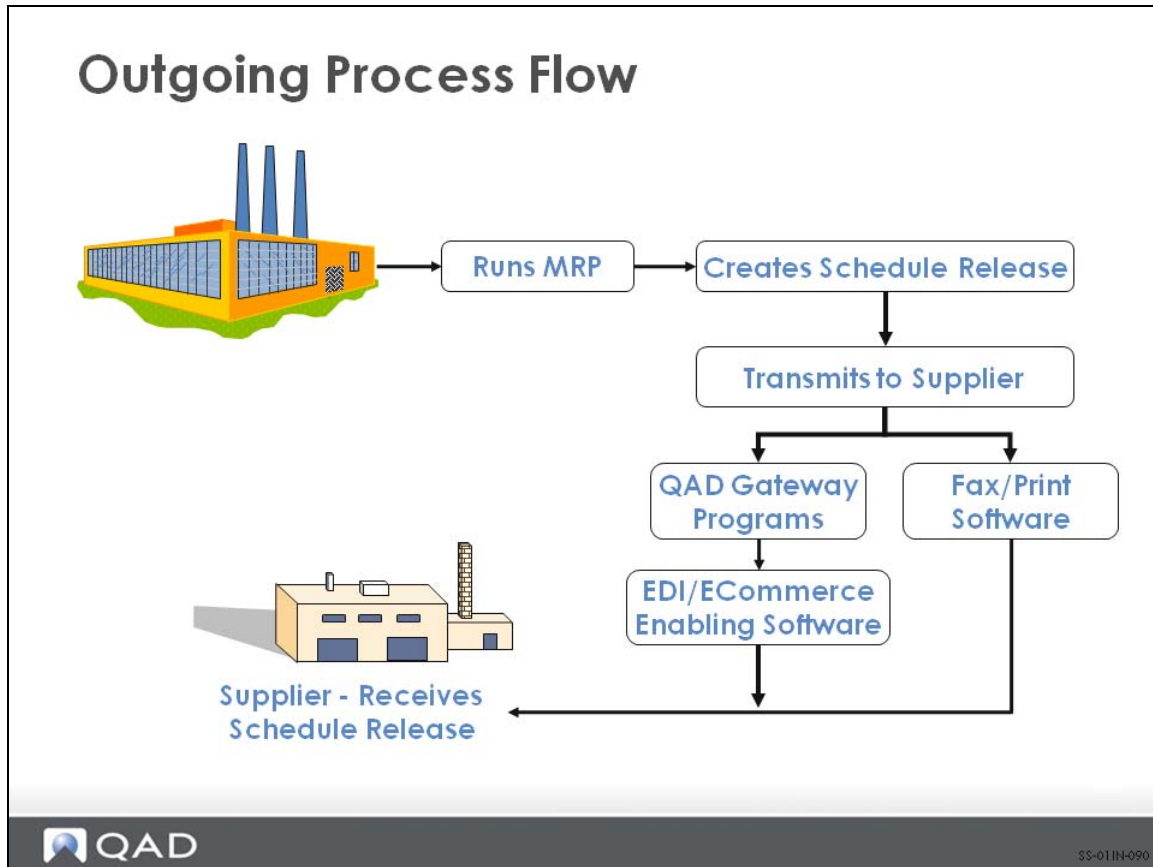 Outgoing Process Flow
Runs MRP
Creates Schedule Release
Transmits to Supplier
QAD Gateway
Programs
Fax/Print
Software
EDI/ECommerce
Enabling Software
Supplier - Receives
Schedule Release
QAD
SS-01IN-090